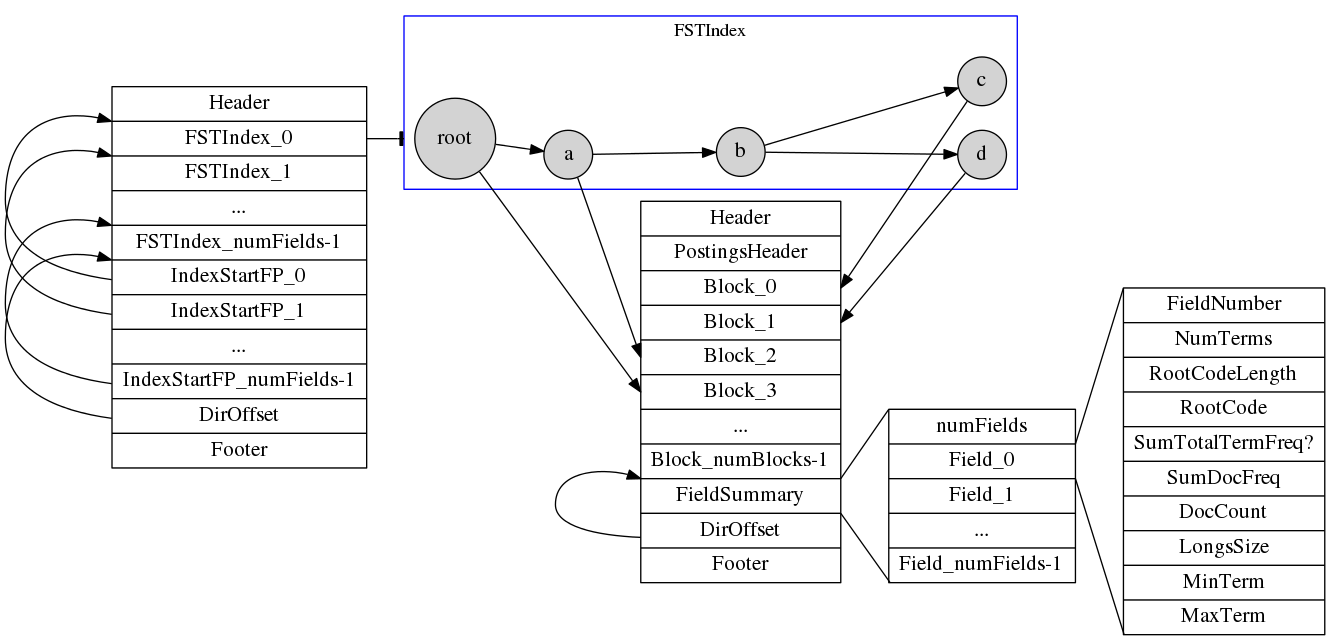 FSTIndex
Header
FSTIndex_0
FSTIndex_1
...
FSTIndex_numFields-1
IndexStartFP_0
IndexStartFP_1
...
IndexStartFP_numFields-1
DirOffset
Footer
root
a
b
c
d
Header
PostingsHeader
Block_0
Block_1
Block_2
Block_3
...
Block_numBlocks-1
FieldSummary
DirOffset
Footer
numFields
Field_0
Field_1
...
Field_numFields-1
FieldNumber
NumTerms
RootCodeLength
RootCode
SumTotalTermFreq?
SumDocFreq
DocCount
LongsSize
MinTerm
MaxTerm